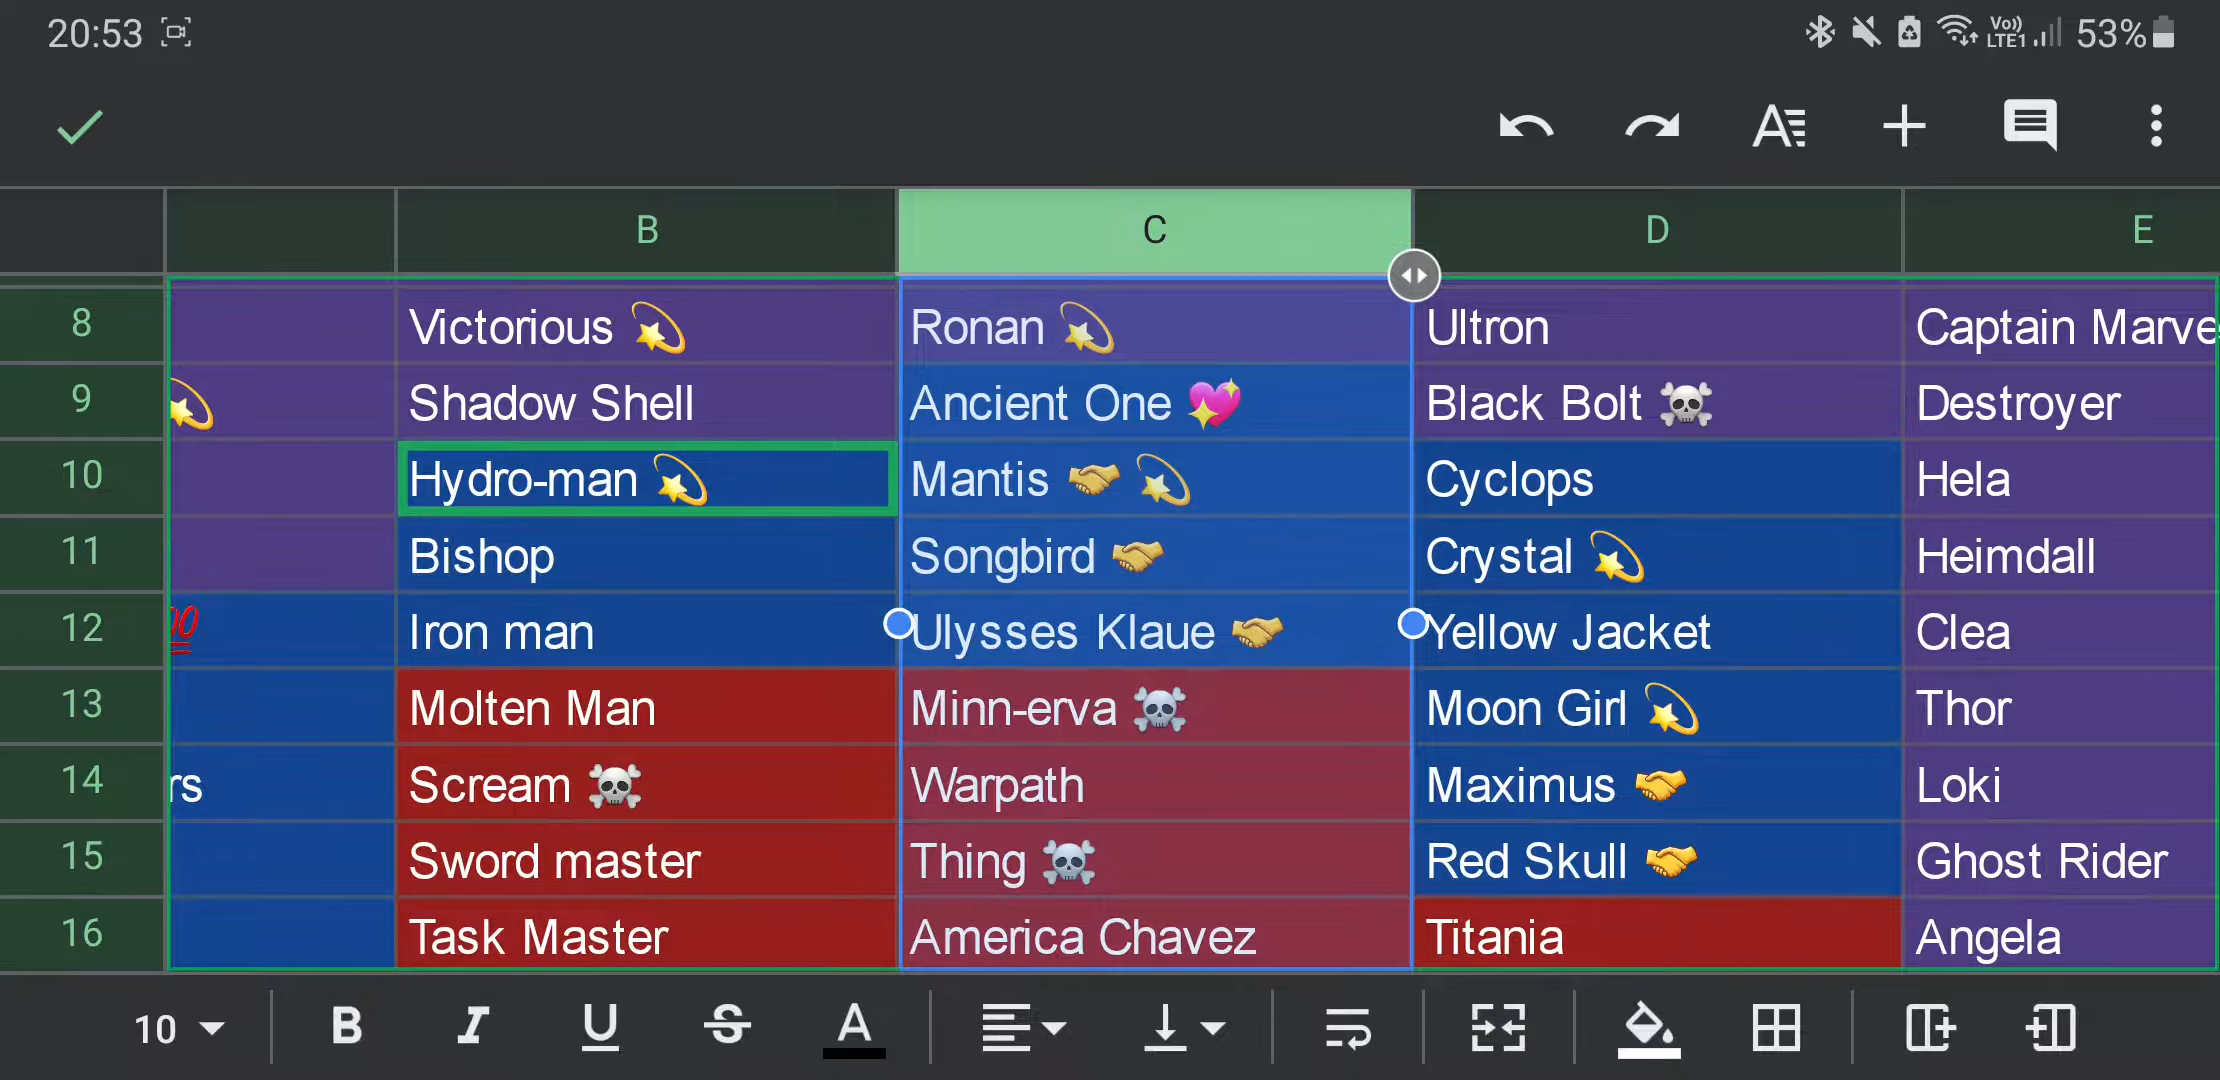 20:53 Vo)) LTE1 53%
B C D E
8 Victorious 💫 Ronan 💫 Ultron Captain Marve
9 💫 Shadow Shell Ancient One 💖 Black Bolt ☠️ Destroyer
10 Hydro-man 💫 Mantis 🤝 💫 Cyclops Hela
11 Bishop Songbird 🤝 Crystal 💫 Heimdall
12 💯 Iron man Ulysses Klaue 🤝 Yellow Jacket Clea
13 Molten Man Minn-erva ☠️ Moon Girl 💫 Thor
14 rs Scream ☠️ Warpath Maximus 🤝 Loki
15 Sword master Thing ☠️ Red Skull 🤝 Ghost Rider
16 Task Master America Chavez Titania Angela
10 B I U S A